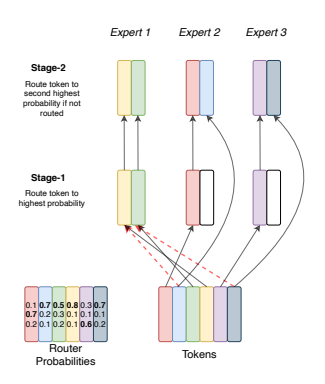 Expert 1 Expert 2 Expert 3
Stage-2
Route token to
second highest
probability if not
routed
Stage-1
Route token to
highest probability
0.1 0.7 0.5 0.8 0.3 0.7
0.7 0.2 0.3 0.1 0.1 0.1
0.2 0.1 0.2 0.1 0.6 0.2
Router
Probabilities
Tokens